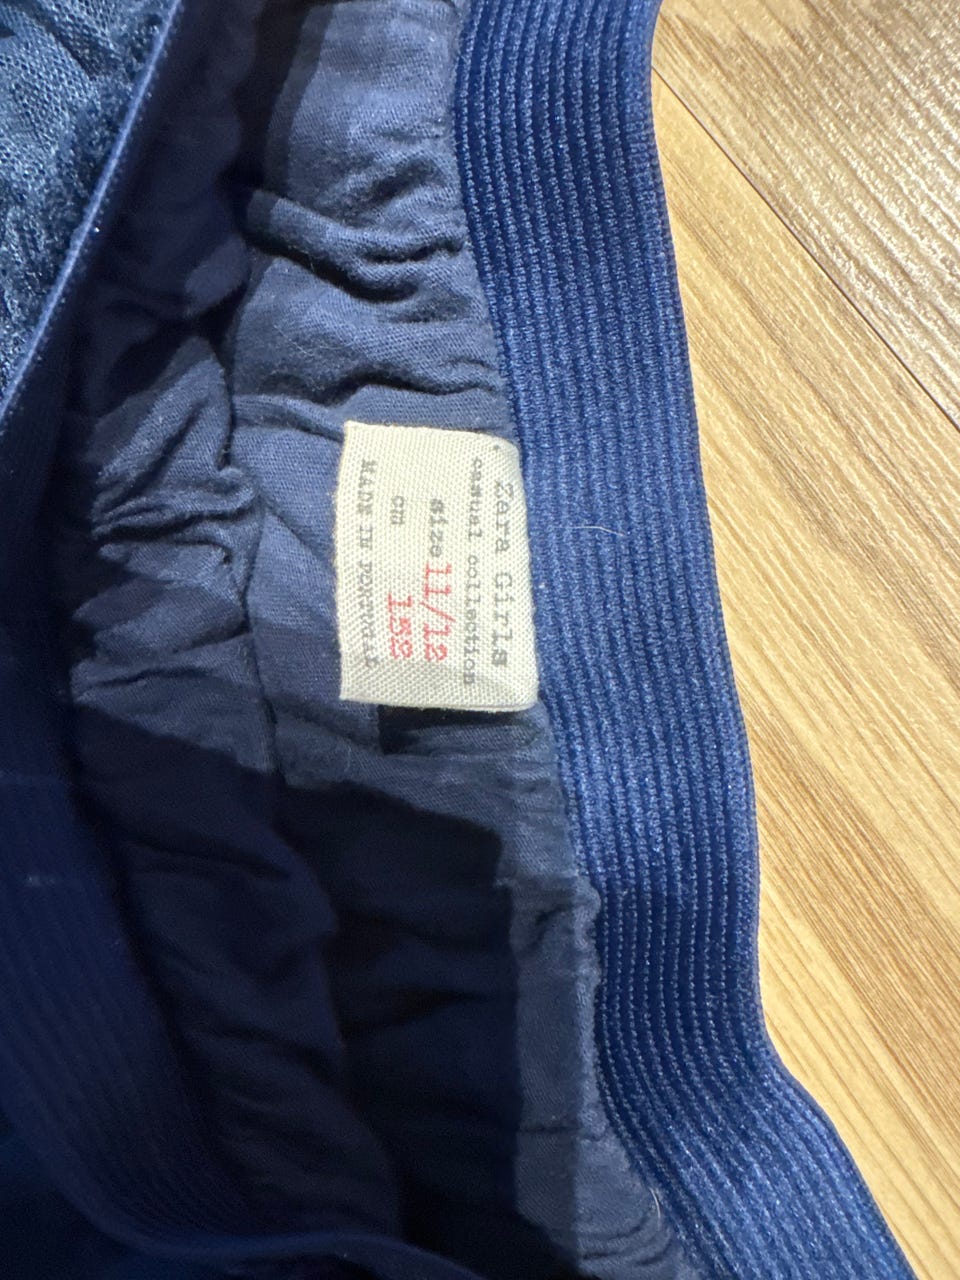 Zara Girls
casual collection
size 11/12
cm 152
MADE IN PORTUGAL